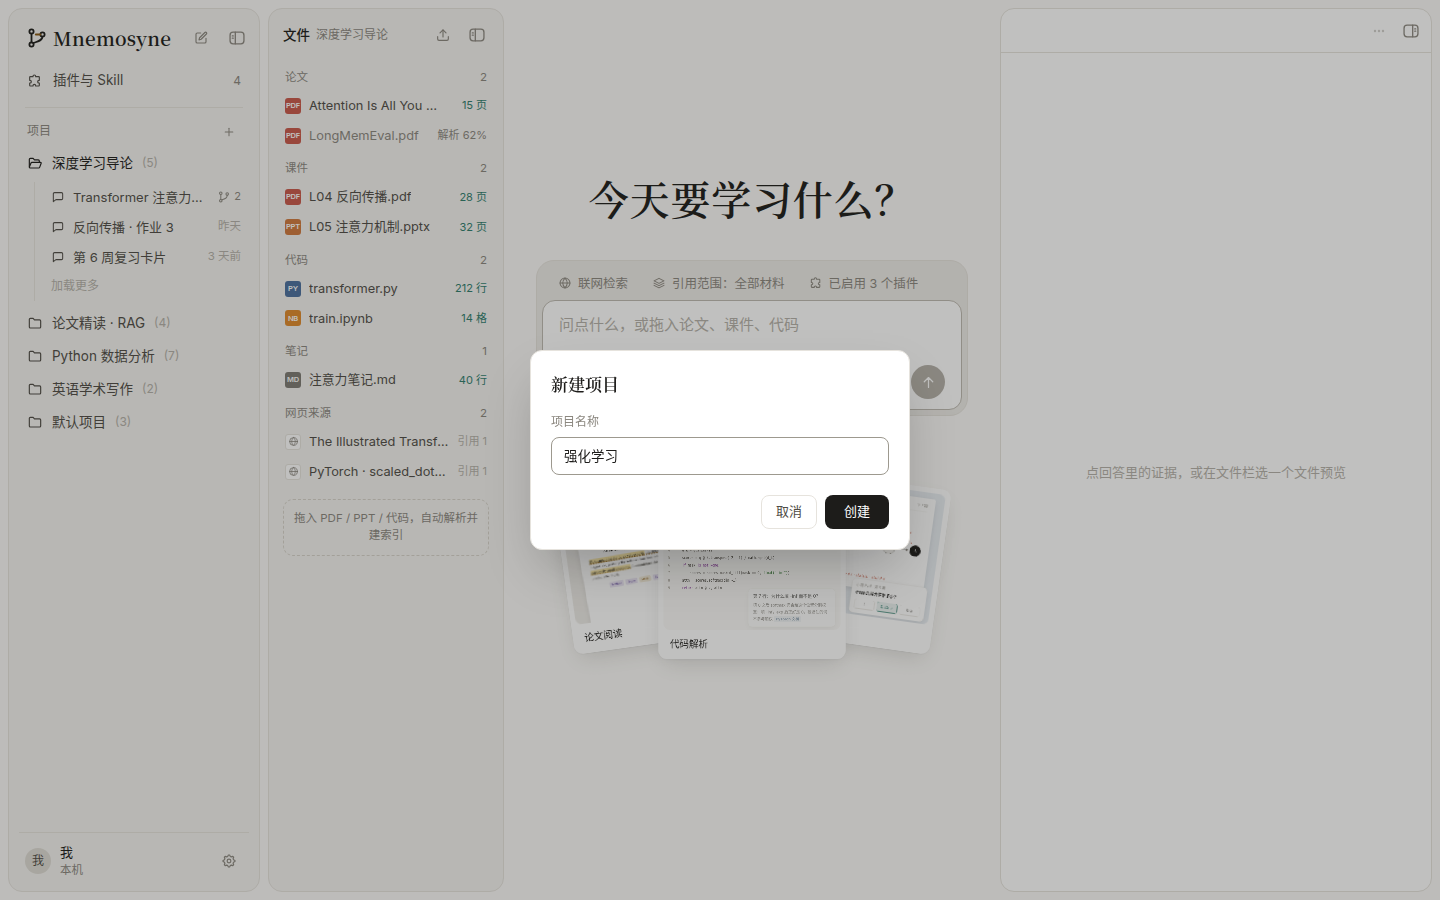 Mnemosyne
插件与 Skill 4
项目
深度学习导论 (5)
Transformer 注意力... 2
反向传播 · 作业 3 昨天
第 6 周复习卡片 3 天前
加载更多
论文精读 · RAG (4)
Python 数据分析 (7)
英语学术写作 (2)
默认项目 (3)
我 我
本机
文件 深度学习导论
论文 2
PDF Attention Is All You ... 15 页
PDF LongMemEval.pdf 解析 62%
课件 2
PDF L04 反向传播.pdf 28 页
PPT L05 注意力机制.pptx 32 页
代码 2
PY transformer.py 212 行
NB train.ipynb 14 格
笔记 1
MD 注意力笔记.md 40 行
网页来源 2
The Illustrated Transf... 引用 1
PyTorch · scaled_dot... 引用 1
拖入 PDF / PPT / 代码，自动解析并
建索引
今天要学习什么？
联网检索 引用范围：全部材料 已启用 3 个插件
问点什么，或拖入论文、课件、代码
新建项目
项目名称
强化学习
取消 创建
论文阅读
代码解析
点回答里的证据，或在文件栏选一个文件预览